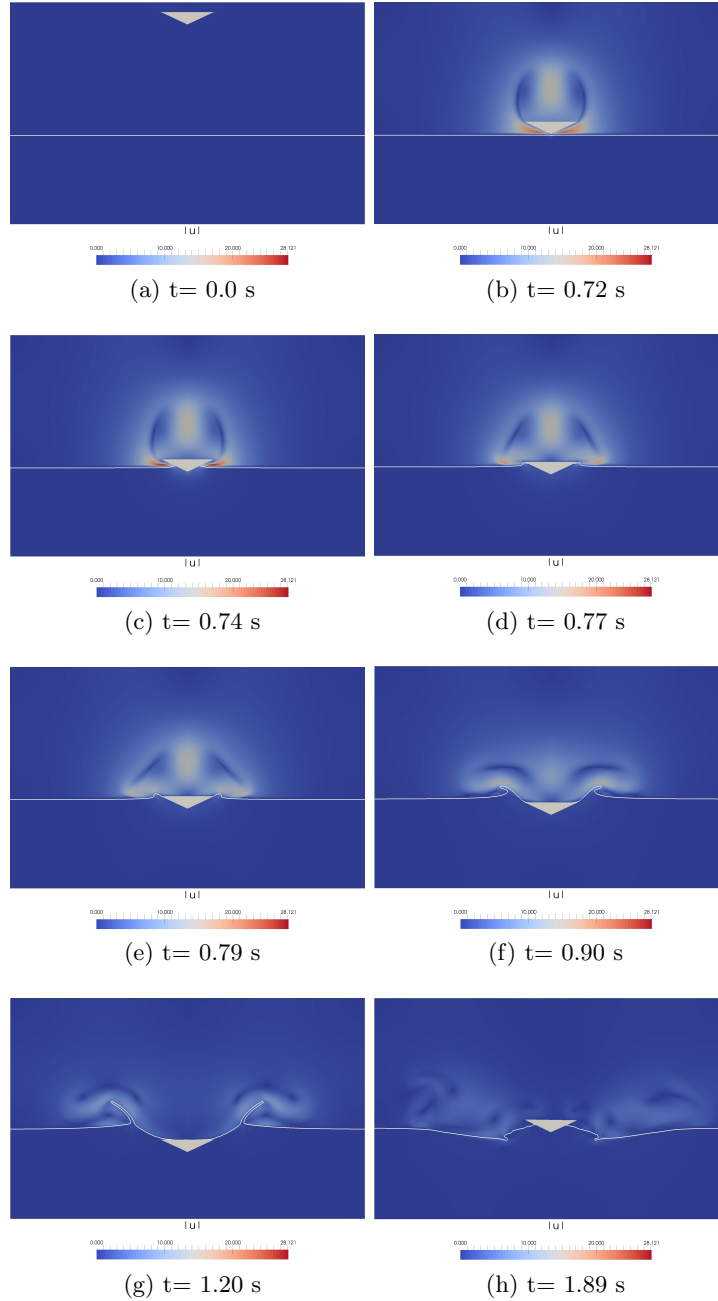 |u| |u|
0.000 10.000 20.000 28.121 0.000 10.000 20.000 28.121
(a) t= 0.0 s (b) t= 0.72 s
|u| |u|
0.000 10.000 20.000 28.121 0.000 10.000 20.000 28.121
(c) t= 0.74 s (d) t= 0.77 s
|u| |u|
0.000 10.000 20.000 28.121 0.000 10.000 20.000 28.121
(e) t= 0.79 s (f) t= 0.90 s
|u| |u|
0.000 10.000 20.000 28.121 0.000 10.000 20.000 28.121
(g) t= 1.20 s (h) t= 1.89 s